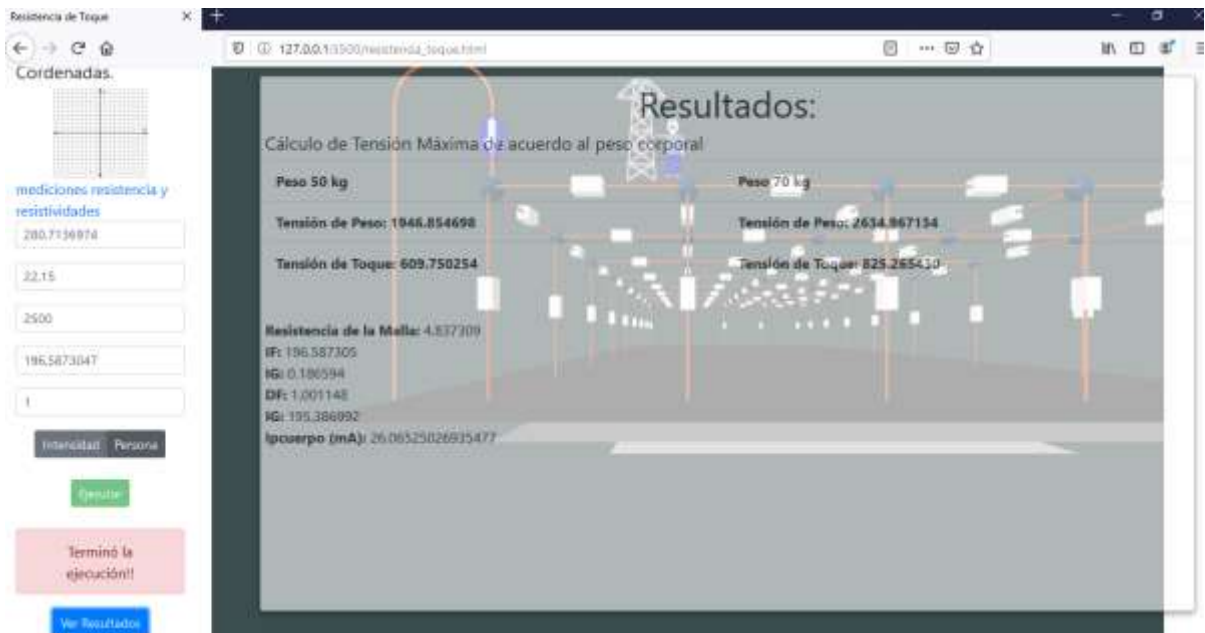 Resistencia de Toque
127.0.0.1:5500/resistencia_toque.html
Cordenadas.
mediciones resistencia y
resistividades
280.7136974
22.15
2500
196.5873047
1
Intensidad Persona
Ejecutar
Terminó la
ejecución!!
Ver Resultados
Resultados:
Cálculo de Tensión Máxima de acuerdo al peso corporal
Peso 50 kg
Peso 70 kg
Tensión de Peso: 1946.854698
Tensión de Peso: 2634.967134
Tensión de Toque: 609.750254
Tensión de Toque: 825.265430
Resistencia de la Malla: 4.837309
IF: 196.587305
IG: 0.186594
DF: 1.001148
IG: 195.386992
Ipcuerpo (mA): 26.06525026935477